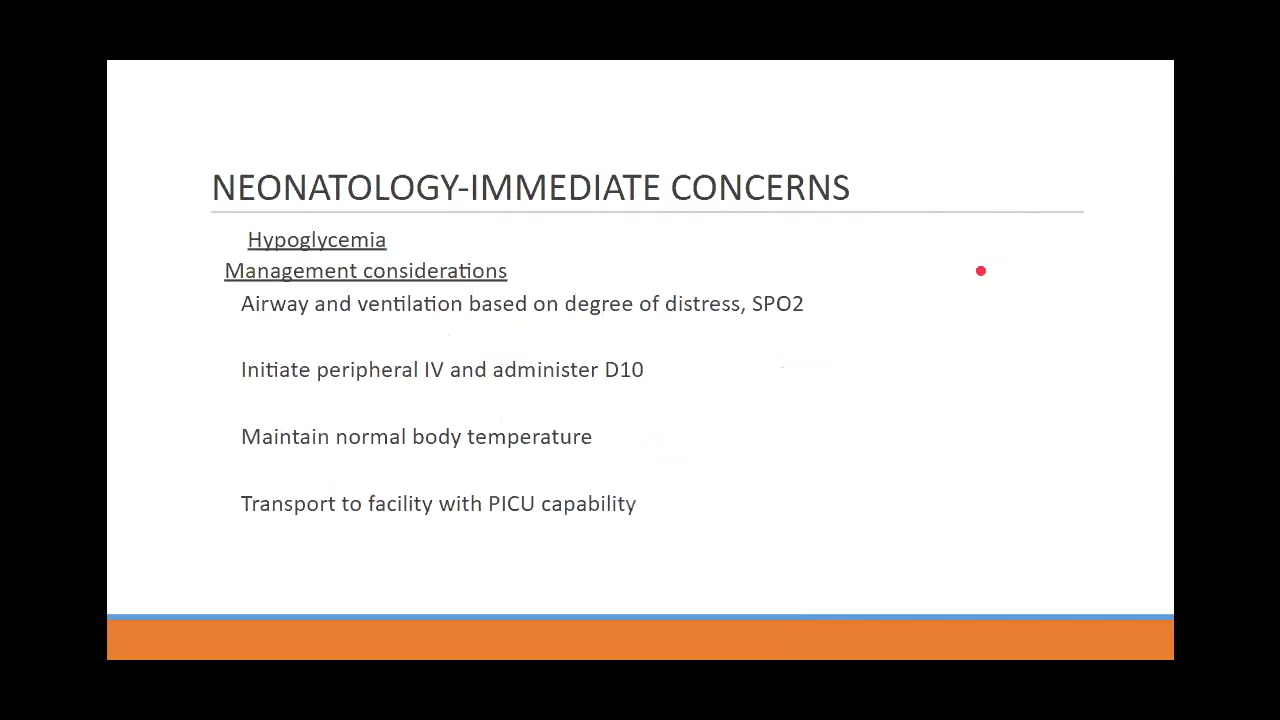 NEONATOLOGY-IMMEDIATE CONCERNS
Hypoglycemia
Management considerations
Airway and ventilation based on degree of distress, SPO2
Initiate peripheral IV and administer D10
Maintain normal body temperature
Transport to facility with PICU capability